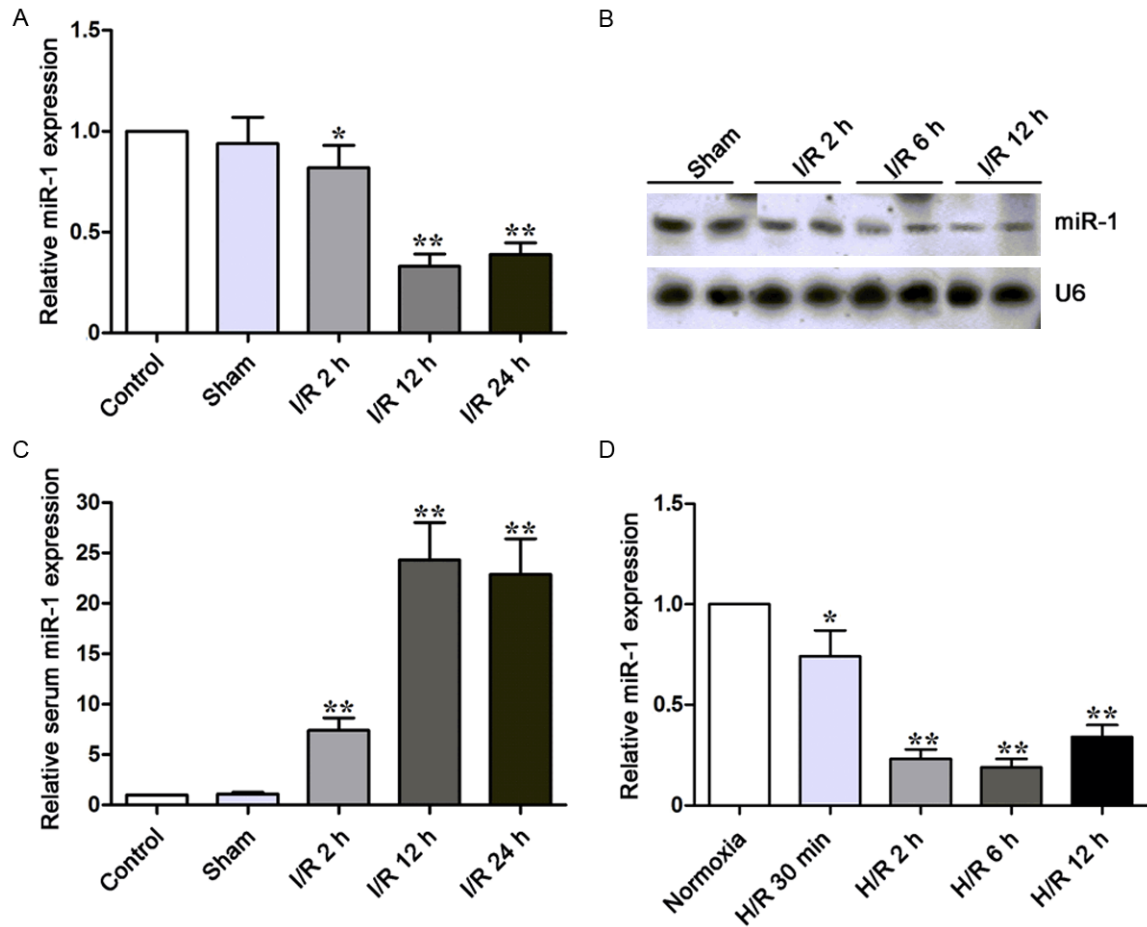 A
Relative miR-1 expression
1.5
1.0
0.5
0
*
**
**
Control
Sham
I/R 2 h
I/R 12 h
I/R 24 h
B
Sham
I/R 2 h
I/R 6 h
I/R 12 h
miR-1
U6
C
Relative serum miR-1 expression
30
25
20
15
10
5
0
**
**
**
Control
Sham
I/R 2 h
I/R 12 h
I/R 24 h
D
Relative miR-1 expression
1.5
1.0
0.5
0
*
**
**
**
Normoxia
H/R 30 min
H/R 2 h
H/R 6 h
H/R 12 h